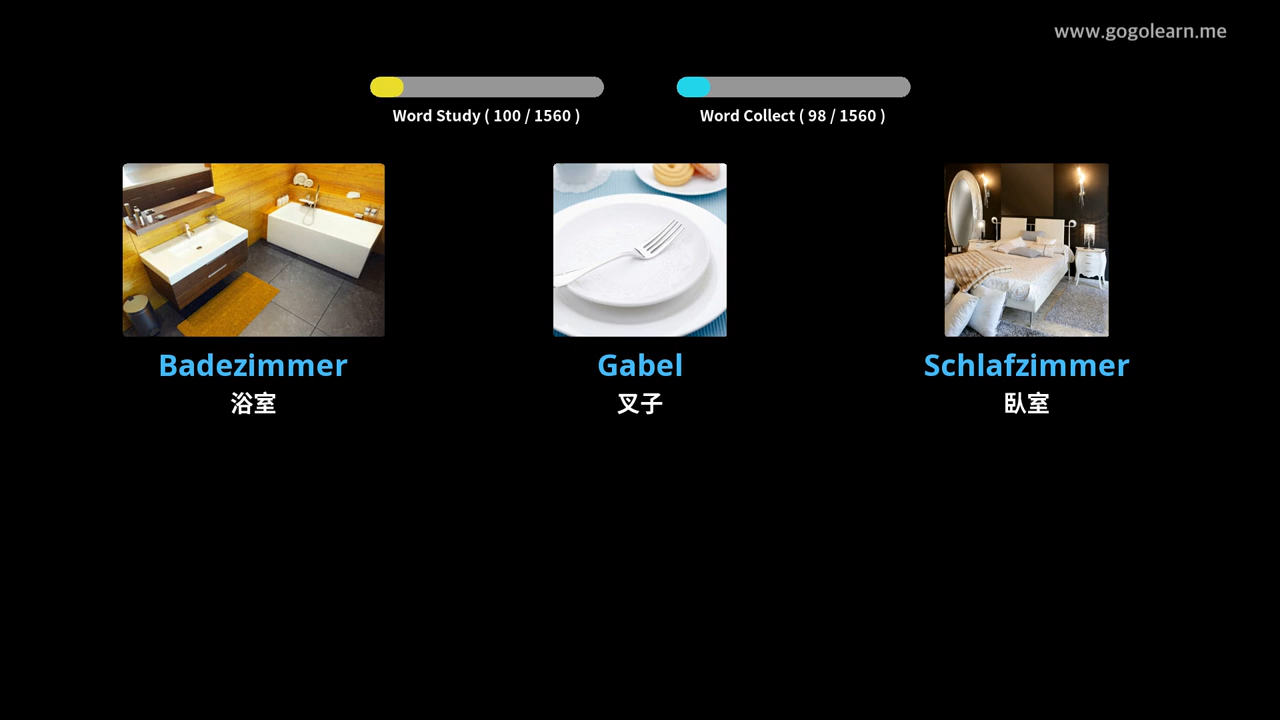 www.gogolearn.me
Word Study ( 100 / 1560 )
Word Collect ( 98 / 1560 )
Badezimmer
浴室
Gabel
叉子
Schlafzimmer
臥室